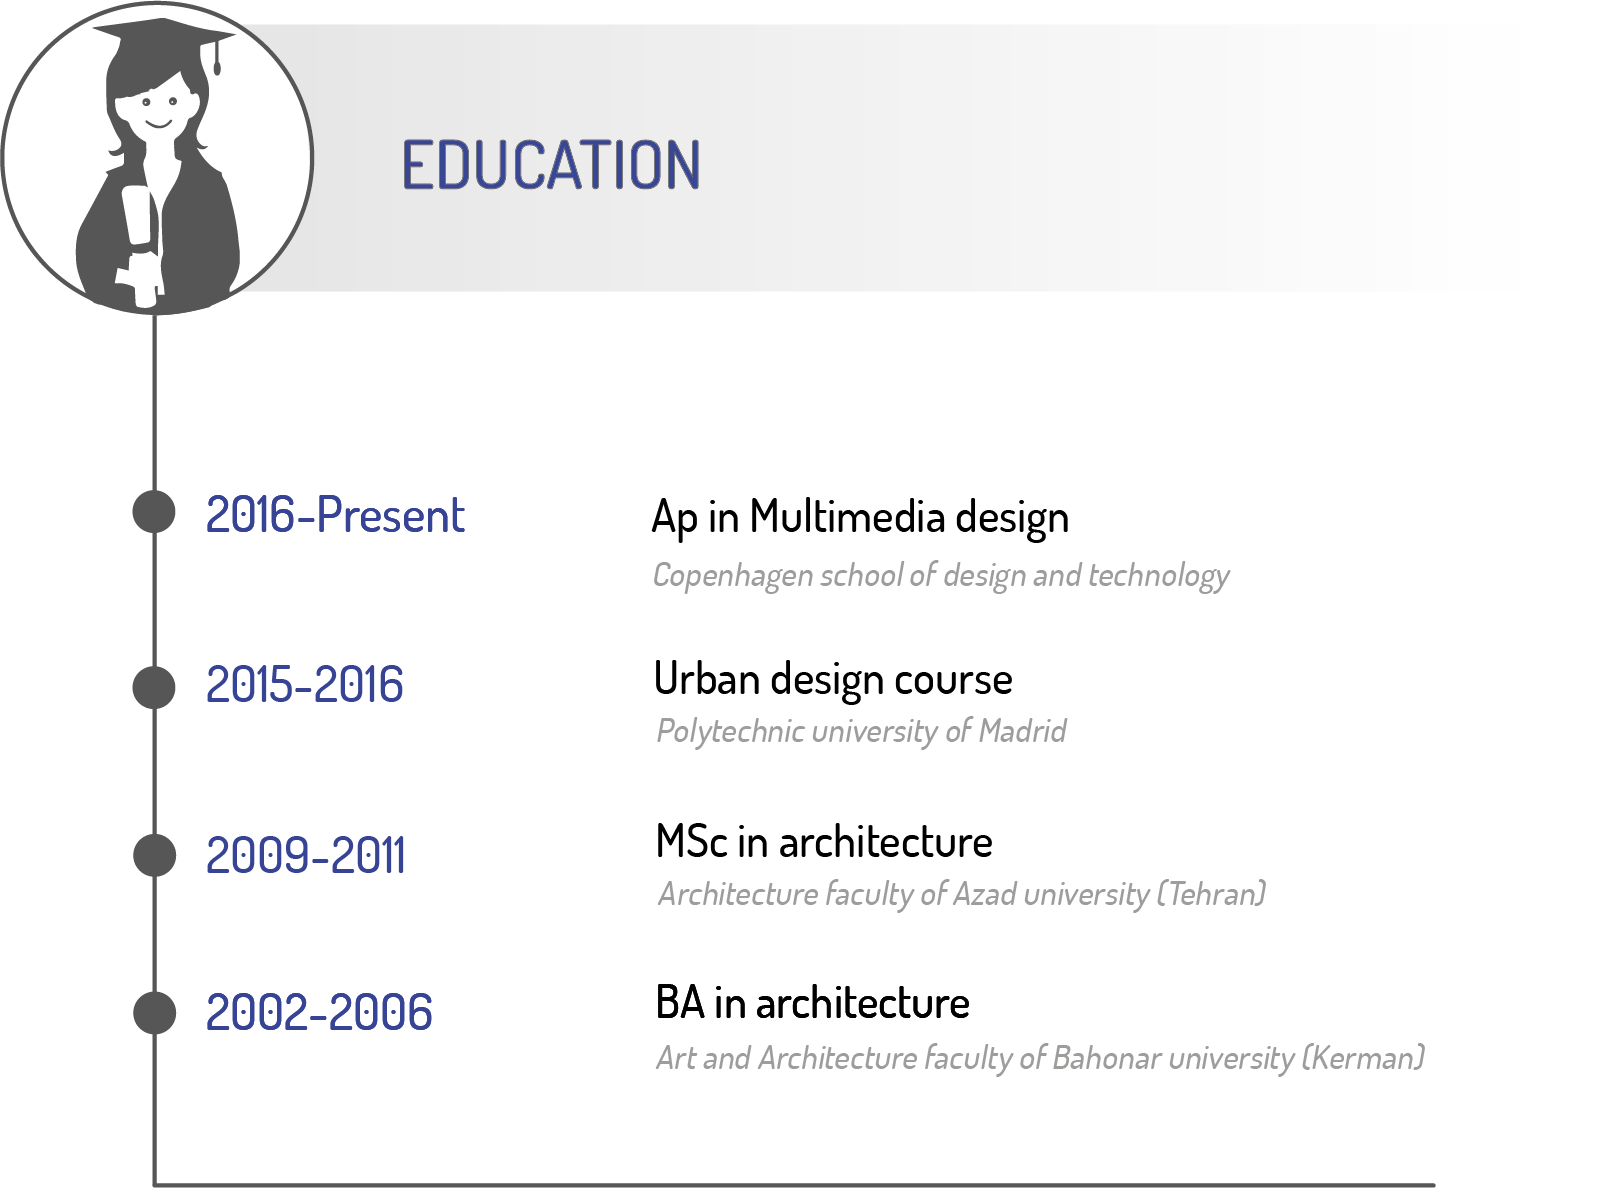 EDUCATION
2016-Present
Ap in Multimedia design
Copenhagen school of design and technology
2015-2016
Urban design course
Polytechnic university of Madrid
2009-2011
MSc in architecture
Architecture faculty of Azad university (Tehran)
2002-2006
BA in architecture
Art and Architecture faculty of Bahonar university (Kerman)